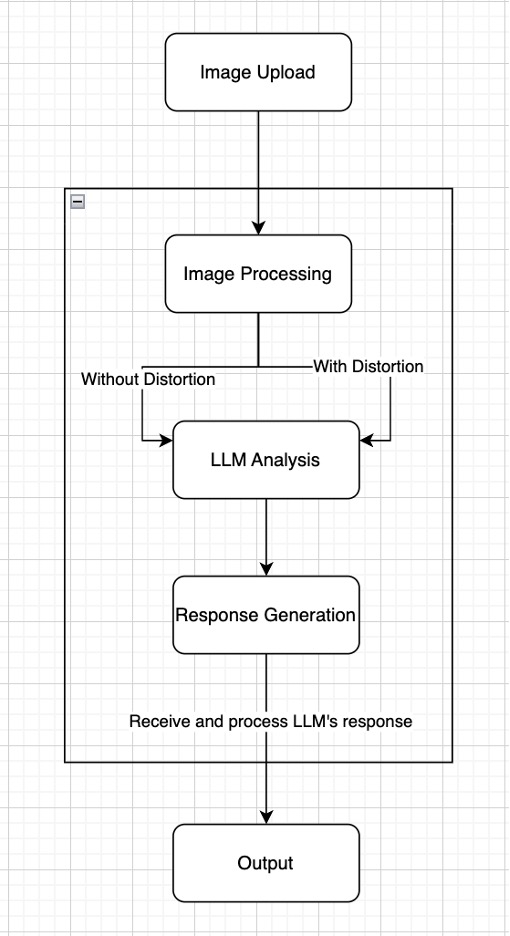 Image Upload
Image Processing
With Distortion
Without Distortion
LLM Analysis
Response Generation
Receive and process LLM's response
Output